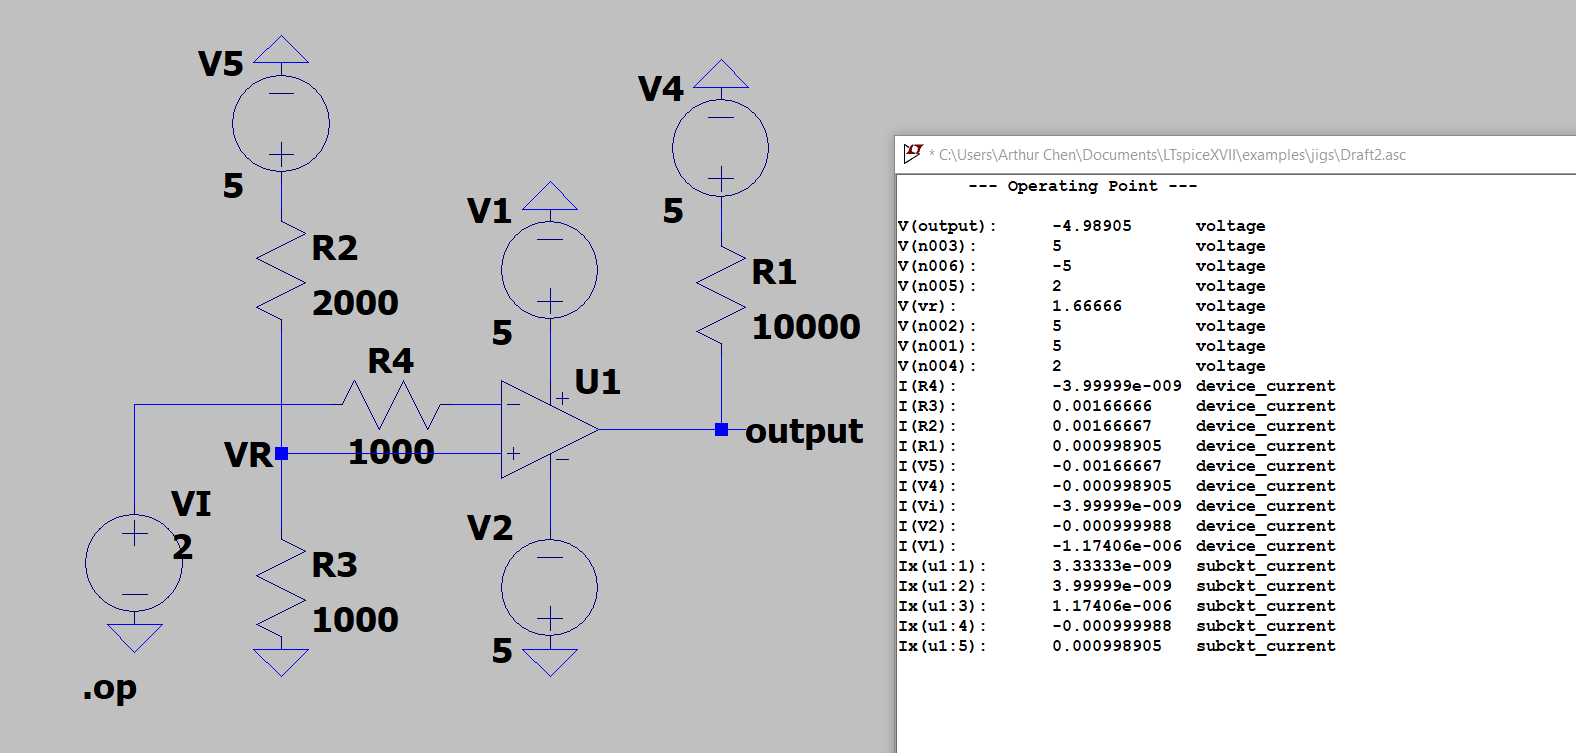 V5
5
R2
2000
V4
5
V1
5
R1
10000
R4
1000
U1
+
output
VR
VI
2
V2
5
R3
1000
.op
* C:\Users\Arthur Chen\Documents\LTspiceXVII\examples\jigs\Draft2.asc
--- Operating Point ---
V(output): -4.98905 voltage
V(n003): 5 voltage
V(n006): -5 voltage
V(n005): 2 voltage
V(vr): 1.66666 voltage
V(n002): 5 voltage
V(n001): 5 voltage
V(n004): 2 voltage
I(R4): -3.99999e-009 device_current
I(R3): 0.00166666 device_current
I(R2): 0.00166667 device_current
I(R1): 0.000998905 device_current
I(V5): -0.00166667 device_current
I(V4): -0.000998905 device_current
I(Vi): -3.99999e-009 device_current
I(V2): -0.000999988 device_current
I(V1): -1.17406e-006 device_current
Ix(u1:1): 3.33333e-009 subckt_current
Ix(u1:2): 3.99999e-009 subckt_current
Ix(u1:3): 1.17406e-006 subckt_current
Ix(u1:4): -0.000999988 subckt_current
Ix(u1:5): 0.000998905 subckt_current